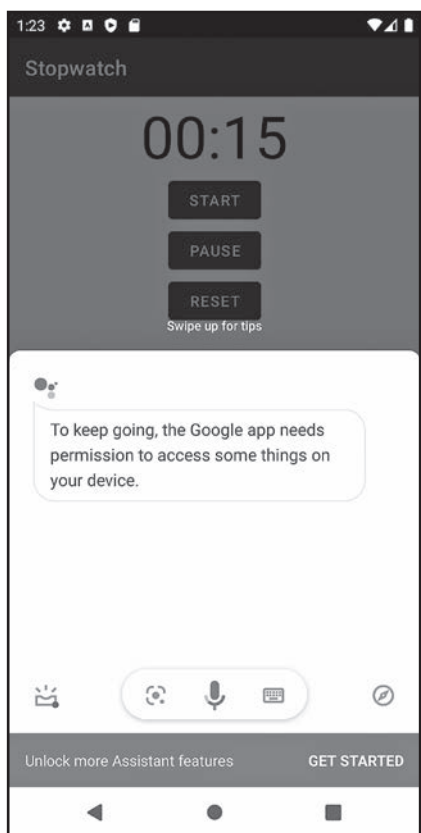 1:23
Stopwatch
00:15
START
PAUSE
RESET
Swipe up for tips
To keep going, the Google app needs
permission to access some things on
your device.
Unlock more Assistant features GET STARTED